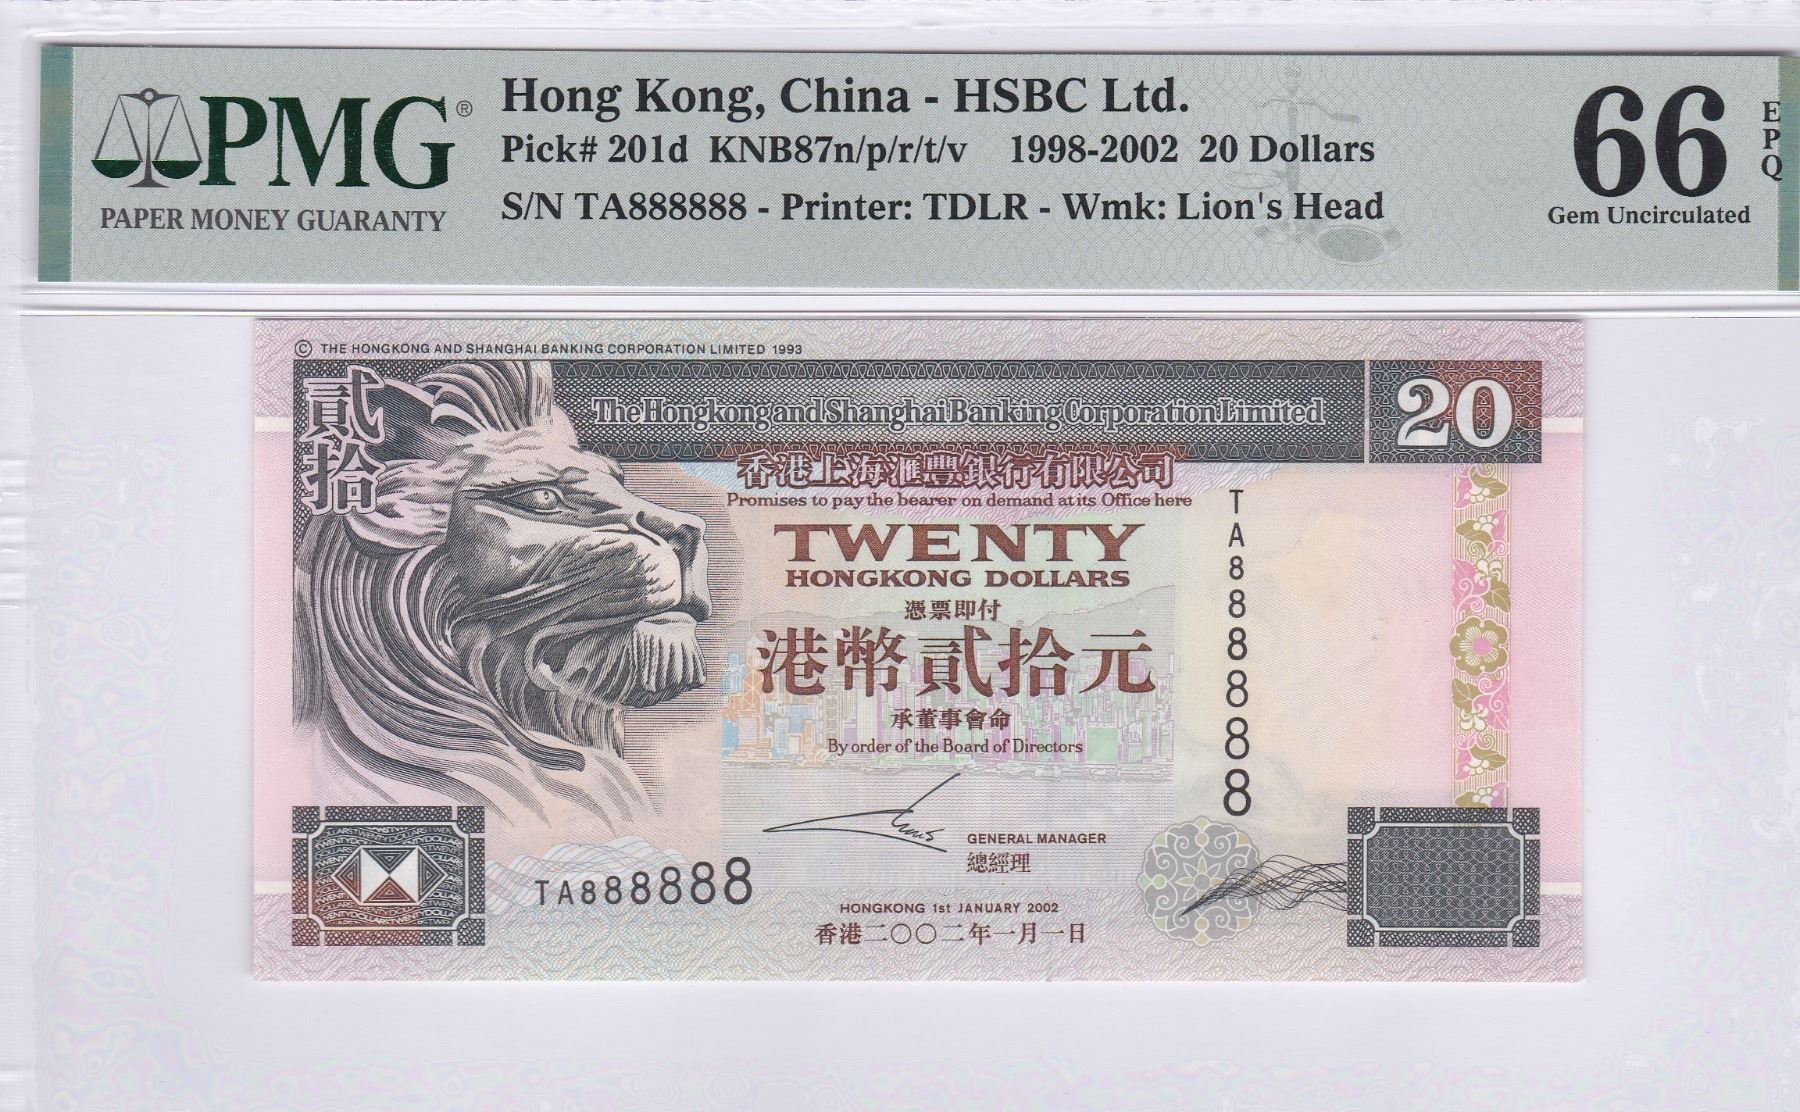 PMG®
PAPER MONEY GUARANTY
Hong Kong, China - HSBC Ltd.
Pick# 201d KNB87n/p/r/t/v 1998-2002 20 Dollars
S/N TA888888 - Printer: TDLR - Wmk: Lion's Head
66
EPQ
Gem Uncirculated
© THE HONGKONG AND SHANGHAI BANKING CORPORATION LIMITED 1993
貳拾
The Hongkong and Shanghai Banking Corporation Limited
20
香港上海滙豐銀行有限公司
Promises to pay the bearer on demand at its Office here
TWENTY
HONGKONG DOLLARS
憑票即付
港幣貳拾元
承董事會命
By order of the Board of Directors
TA888888
GENERAL MANAGER
總經理
TA888888
HONGKONG 1st JANUARY 2002
香港二〇〇二年一月一日